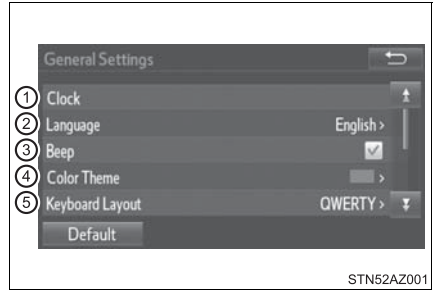 General Settings
1 Clock
2 Language English >
3 Beep
4 Color Theme >
5 Keyboard Layout QWERTY >
Default
STN52AZ001